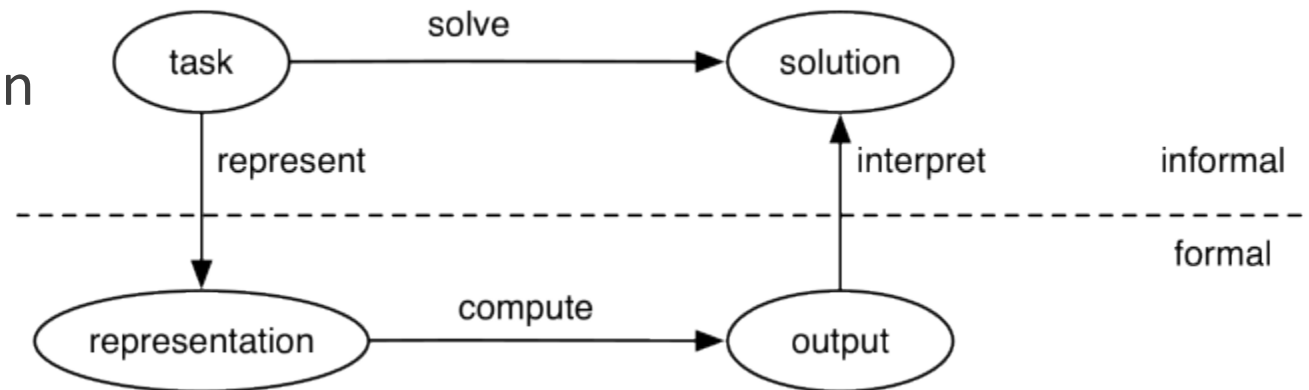 solve
task
solution
n
represent
interpret
informal
formal
compute
representation
output